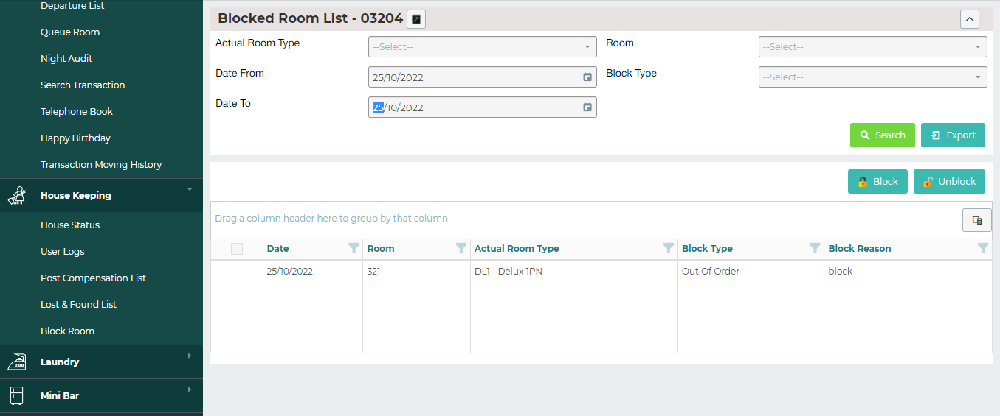 Departure List
Queue Room
Night Audit
Search Transaction
Telephone Book
Happy Birthday
Transaction Moving History
House Keeping
House Status
User Logs
Post Compensation List
Lost & Found List
Block Room
Laundry
Mini Bar
Blocked Room List - 03204
Actual Room Type --Select-- Room --Select--
Date From 25/10/2022 Block Type --Select--
Date To 25/10/2022
Search Export
Block Unblock
Drag a column header here to group by that column
Date Room Actual Room Type Block Type Block Reason
25/10/2022 321 DL1 - Delux 1PN Out Of Order block